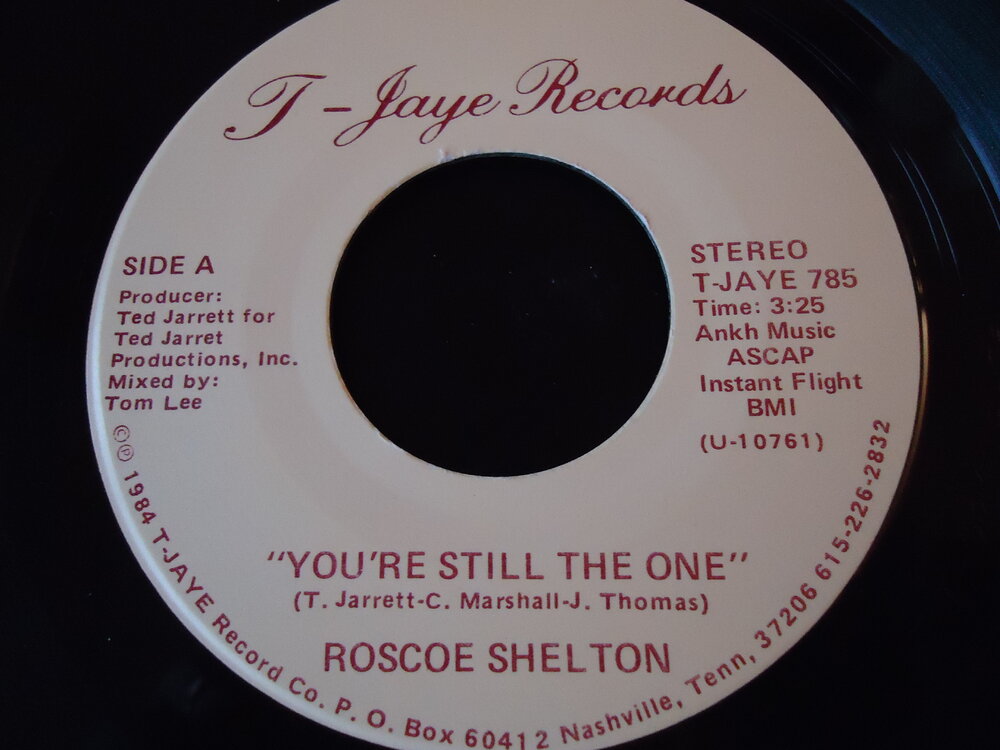 T-Jaye Records
SIDE A
Producer:
Ted Jarrett for
Ted Jarret
Productions, Inc.
Mixed by:
Tom Lee
STEREO
T-JAYE 785
Time: 3:25
Ankh Music
ASCAP
Instant Flight
BMI
(U-10761)
"YOU'RE STILL THE ONE"
(T. Jarrett-C. Marshall-J. Thomas)
ROSCOE SHELTON
©℗ 1984 T-JAYE Record Co. P. O. Box 60412 Nashville, Tenn, 37206 615-226-2832